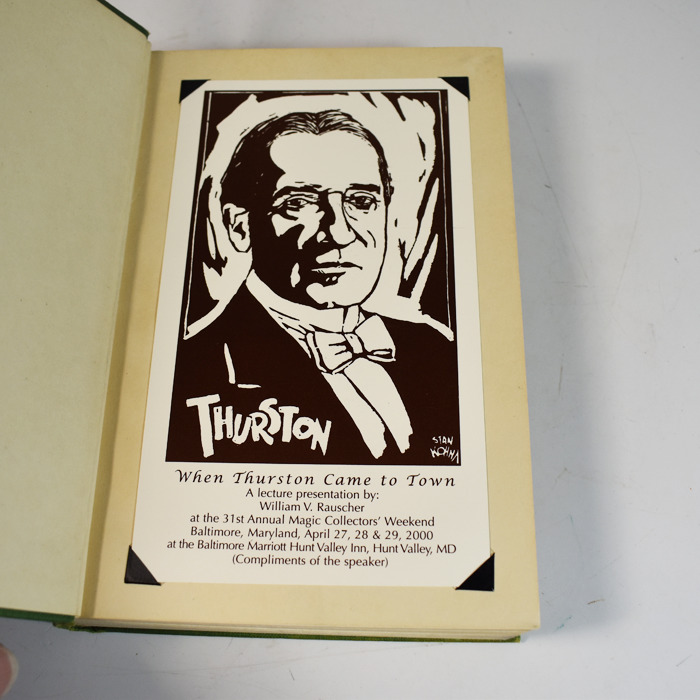 THURSTON
STAN
When Thurston Came to Town
A lecture presentation by:
William V. Rauscher
at the 31st Annual Magic Collectors' Weekend
Baltimore, Maryland, April 27, 28 & 29, 2000
at the Baltimore Marriott Hunt Valley Inn, Hunt Valley, MD
(Compliments of the speaker)